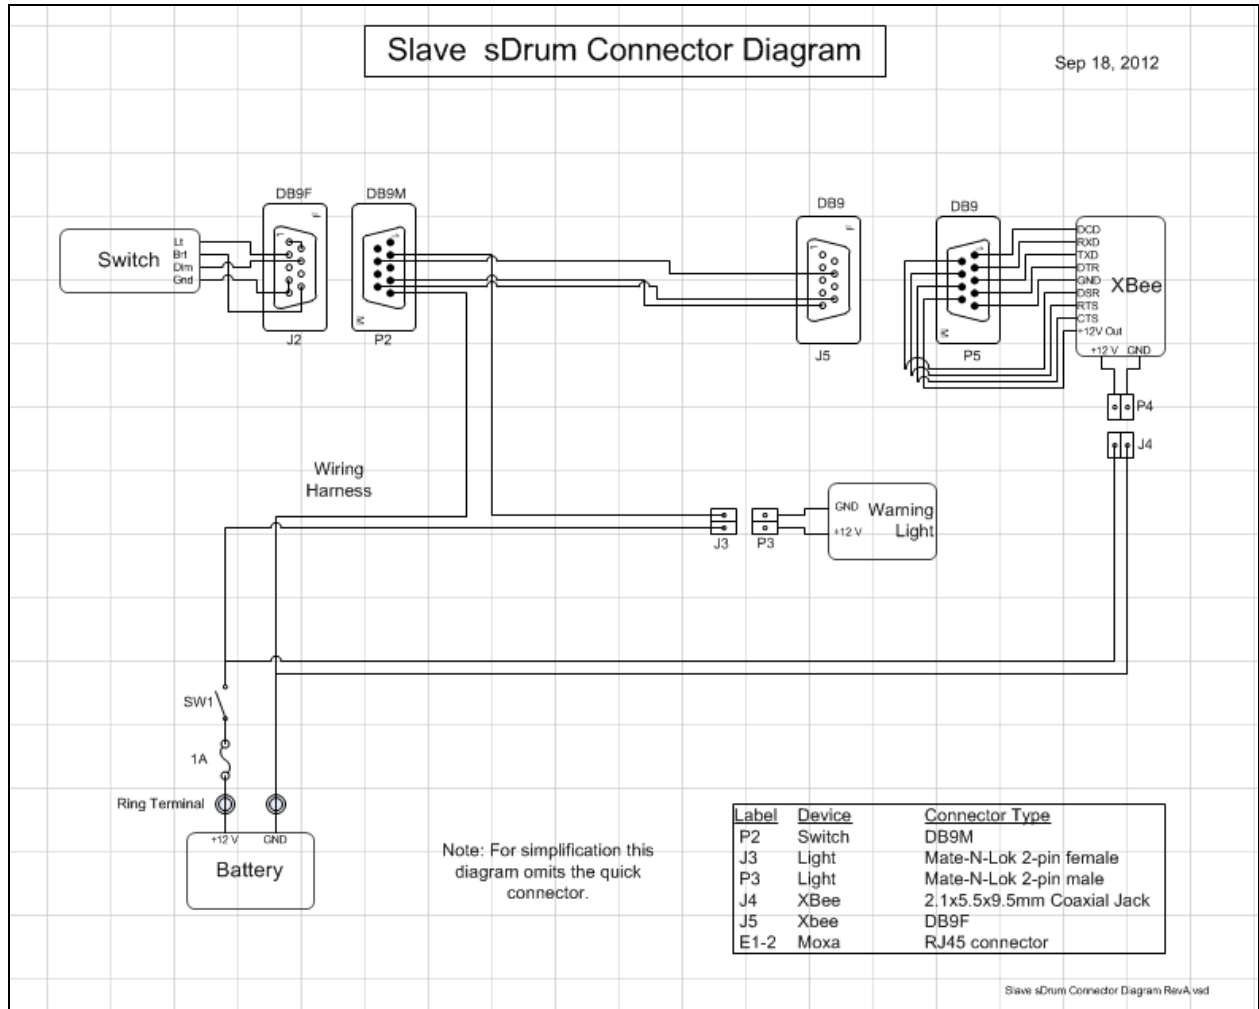 Slave sDrum Connector Diagram
Sep 18, 2012
DB9F
DB9M
DB9
DB9
Switch
Lt
Brt
Dim
Gnd
J2
P2
J5
P5
DCD
RXD
TXD
DTR
GND
DSR
RTS
CTS
+12V Out
XBee
+12 V GND
P4
J4
Wiring
Harness
J3
P3
GND
+12 V
Warning
Light
SW1
1A
Ring Terminal
+12 V
GND
Battery
Note: For simplification this
diagram omits the quick
connector.
Label Device Connector Type
P2 Switch DB9M
J3 Light Mate-N-Lok 2-pin female
P3 Light Mate-N-Lok 2-pin male
J4 XBee 2.1x5.5x9.5mm Coaxial Jack
J5 Xbee DB9F
E1-2 Moxa RJ45 connector
Slave sDrum Connector Diagram RevA.vsd